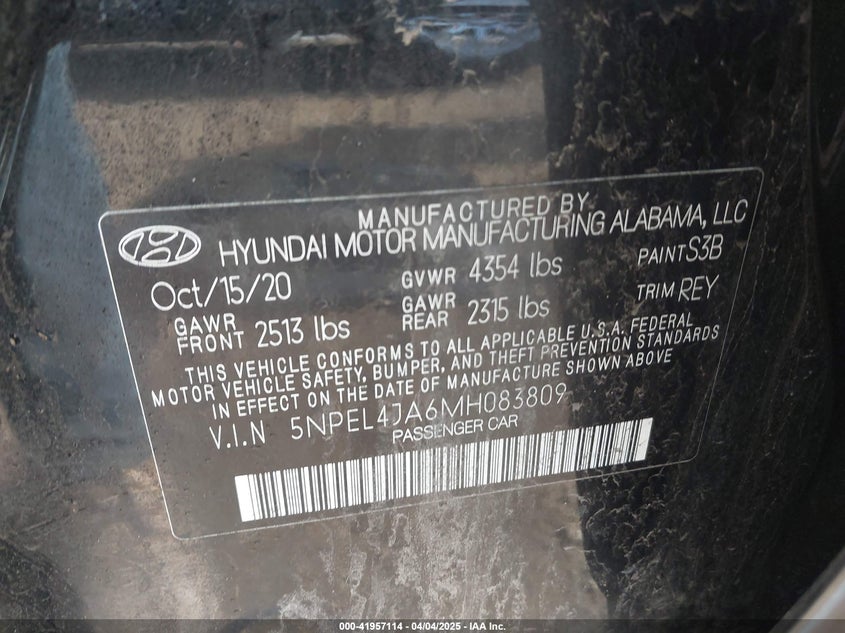 MANUFACTURED BY
HYUNDAI MOTOR MANUFACTURING ALABAMA, LLC
Oct/15/20 GVWR 4354 lbs PAINT S3B
GAWR FRONT 2513 lbs GAWR REAR 2315 lbs TRIM REY
THIS VEHICLE CONFORMS TO ALL APPLICABLE U.S.A. FEDERAL
MOTOR VEHICLE SAFETY, BUMPER, AND THEFT PREVENTION STANDARDS
IN EFFECT ON THE DATE OF MANUFACTURE SHOWN ABOVE
V.I.N 5NPEL4JA6MH083809
PASSENGER CAR
000-41957114 - 04/04/2025 - IAA Inc.